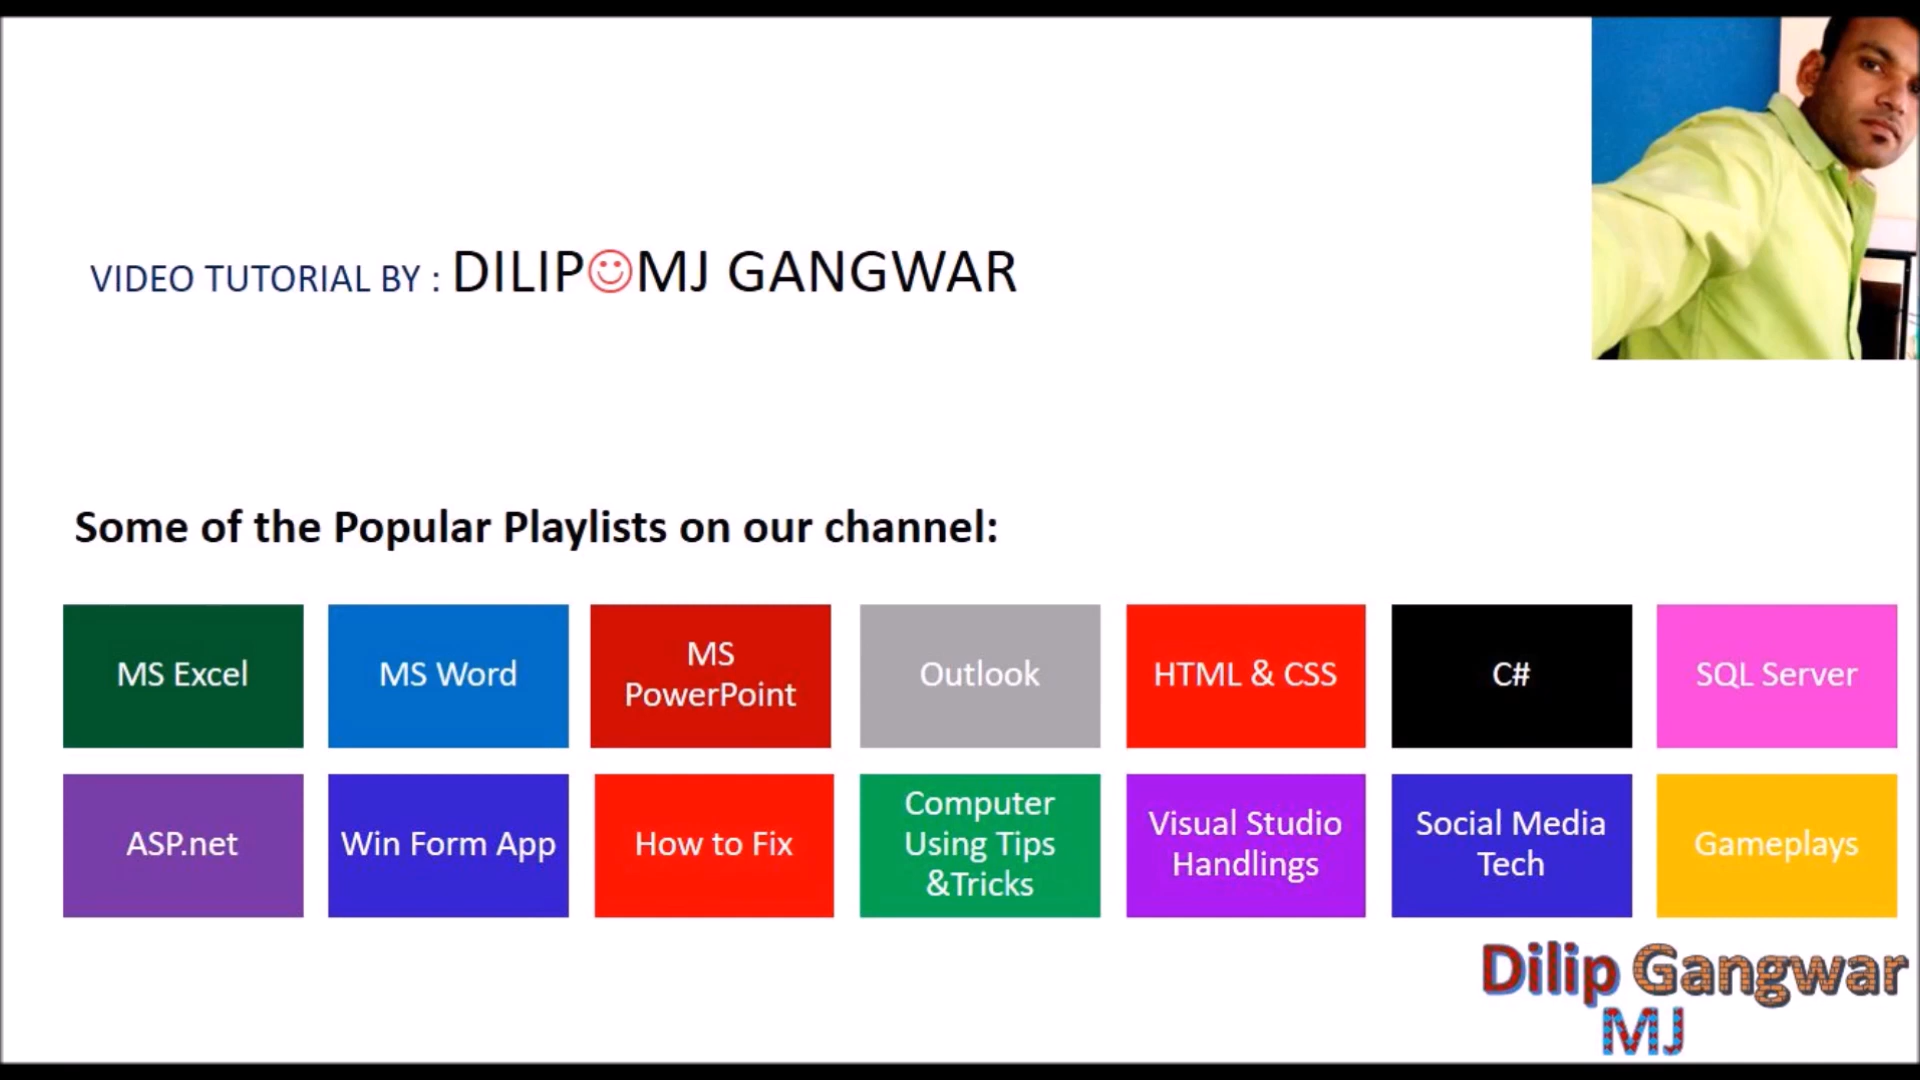 VIDEO TUTORIAL BY : DILIP☺MJ GANGWAR
Some of the Popular Playlists on our channel:
MS Excel
MS Word
MS
PowerPoint
Outlook
HTML & CSS
C#
SQL Server
ASP.net
Win Form App
How to Fix
Computer
Using Tips
&Tricks
Visual Studio
Handlings
Social Media
Tech
Gameplays
Dilip Gangwar
MJ